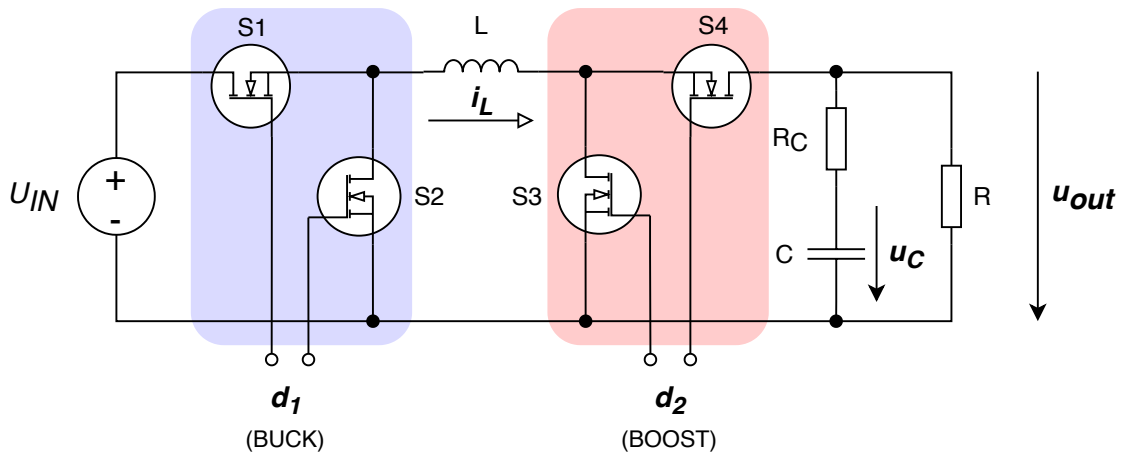 S1
L
S4
i_L
R_C
U_IN
+
-
S2
S3
R
u_out
C
u_C
d_1
(BUCK)
d_2
(BOOST)